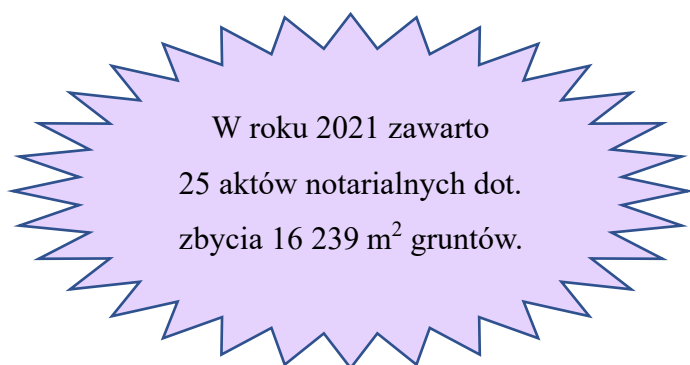 W roku 2021 zawarto
25 aktów notarialnych dot.
zbycia 16 239 m² gruntów.